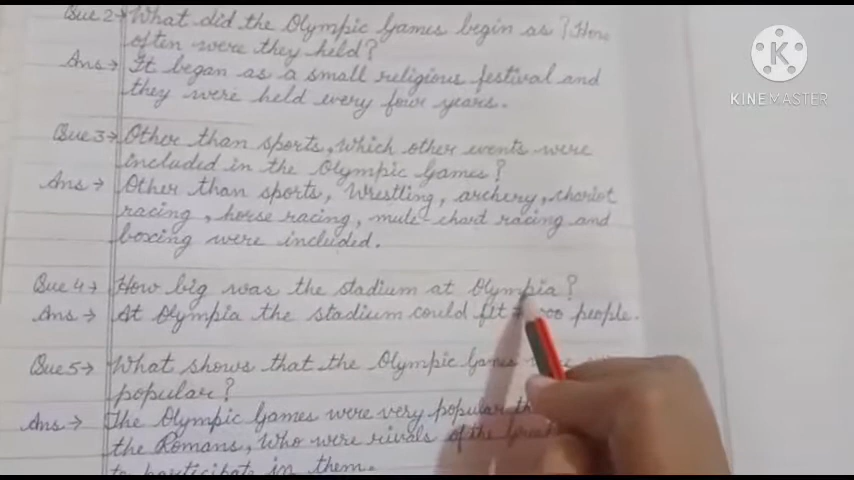 Que 2→ What did the Olympic Games begin as? How
often were they held?
Ans→ It began as a small religious festival and
they were held every four years.
Que 3→ Other than sports, which other events were
included in the Olympic Games?
Ans→ Other than sports, Wrestling, archery, chariot
racing, horse racing, mule-chart racing and
boxing were included.
Que 4→ How big was the stadium at Olympia?
Ans→ At Olympia the stadium could fit people.
Que 5→ What shows that the Olympic Games
popular?
Ans→ The Olympic Games were very popular
the Romans, Who were rivals of the
to participate in them.
KINEMASTER